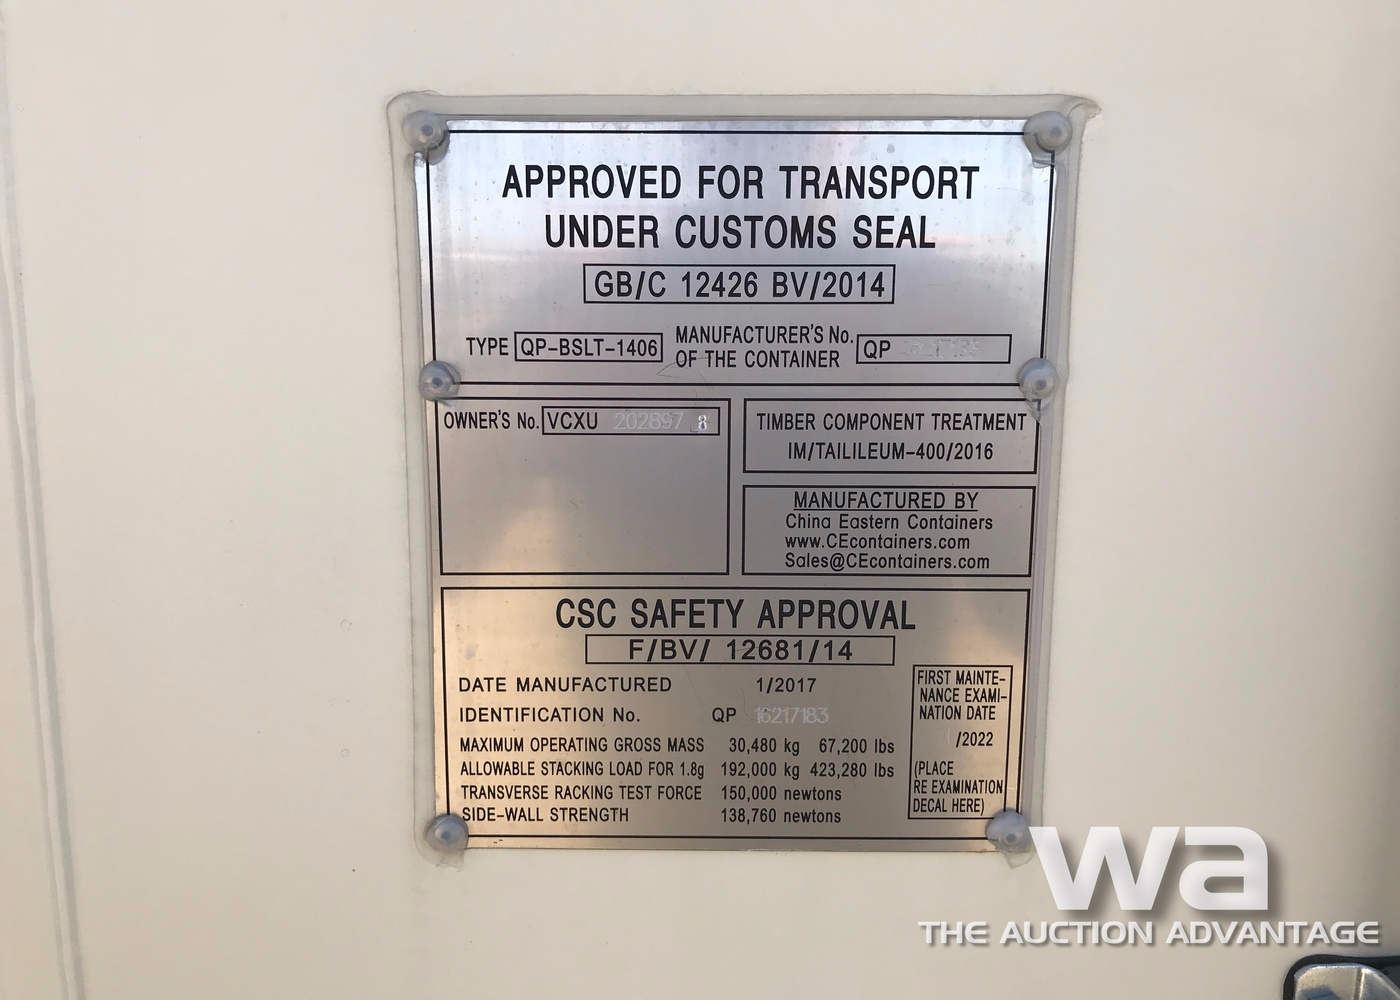 APPROVED FOR TRANSPORT
UNDER CUSTOMS SEAL
GB/C 12426 BV/2014
TYPE QP-BSLT-1406
MANUFACTURER'S No.
OF THE CONTAINER
QP
OWNER'S No. VCXU 202897 8
TIMBER COMPONENT TREATMENT
IM/TAILILEUM-400/2016
MANUFACTURED BY
China Eastern Containers
www.CEcontainers.com
Sales@CEcontainers.com
CSC SAFETY APPROVAL
F/BV/ 12681/14
DATE MANUFACTURED 1/2017
IDENTIFICATION No. QP 16217183
MAXIMUM OPERATING GROSS MASS 30,480 kg 67,200 lbs
ALLOWABLE STACKING LOAD FOR 1.8g 192,000 kg 423,280 lbs
TRANSVERSE RACKING TEST FORCE 150,000 newtons
SIDE-WALL STRENGTH 138,760 newtons
FIRST MAINTE-
NANCE EXAMI-
NATION DATE
/2022
(PLACE
RE EXAMINATION
DECAL HERE)
wa
THE AUCTION ADVANTAGE